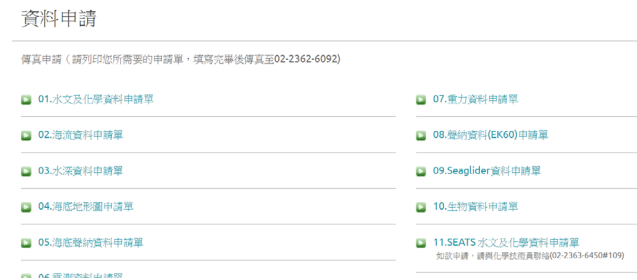 資料申請
傳真申請（請列印您所需要的申請單，填寫完畢後傳真至02-2362-6092)
01.水文及化學資料申請單
02.海流資料申請單
03.水深資料申請單
04.海底地形圖申請單
05.海底聲納資料申請單
07.重力資料申請單
08.聲納資料(EK60)申請單
09.Seaglider資料申請單
10.生物資料申請單
11.SEATS 水文及化學資料申請單
如欲申請，請與化學技術員聯絡(02-2363-6450#109)